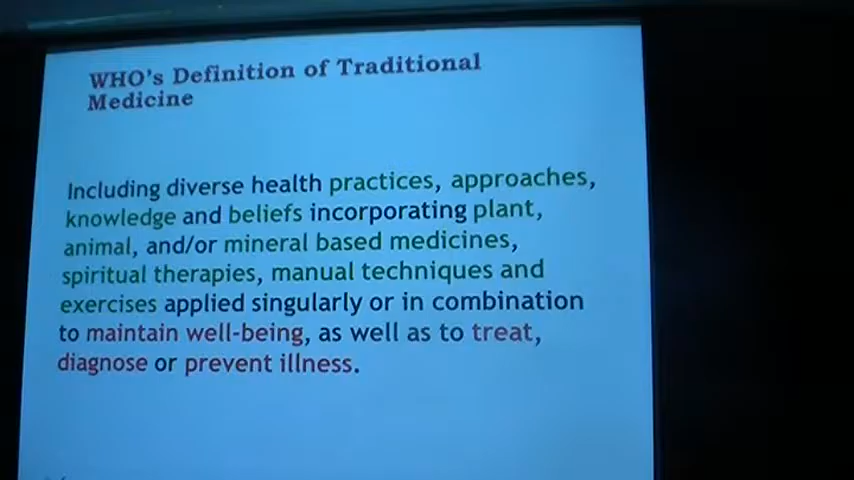 WHO's Definition of Traditional
Medicine
Including diverse health practices, approaches,
knowledge and beliefs incorporating plant,
animal, and/or mineral based medicines,
spiritual therapies, manual techniques and
exercises applied singularly or in combination
to maintain well-being, as well as to treat,
diagnose or prevent illness.